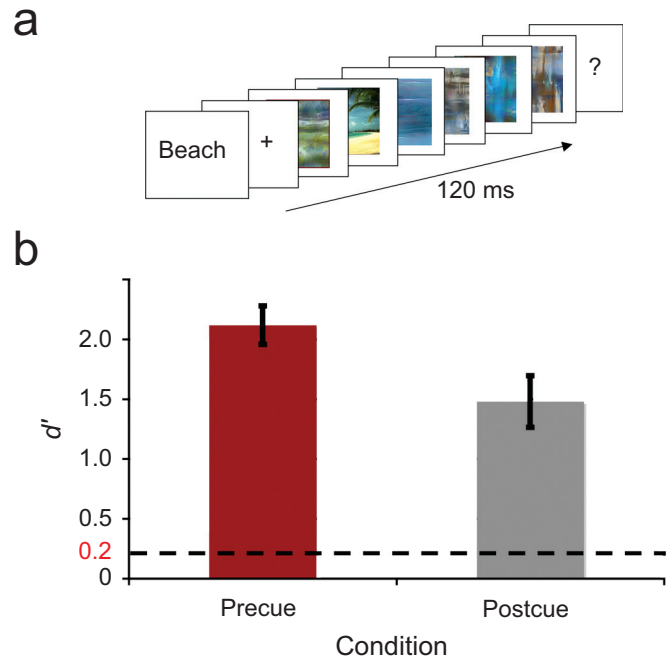 a
Beach
+
?
120 ms
b
2.0
1.5
1.0
0.5
0.2
0
d′
Precue
Postcue
Condition